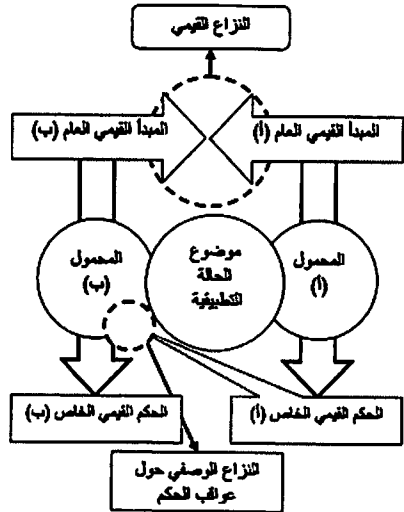 النزاع القيمي
المبدأ القيمي العام (أ)
المبدأ القيمي العام (ب)
المحمول
(أ)
موضوع
الحالة
التطبيقية
المحمول
(ب)
الحكم القيمي الخاص (أ)
الحكم القيمي الخاص (ب)
النزاع الوصفي حول
عواقب الحكم